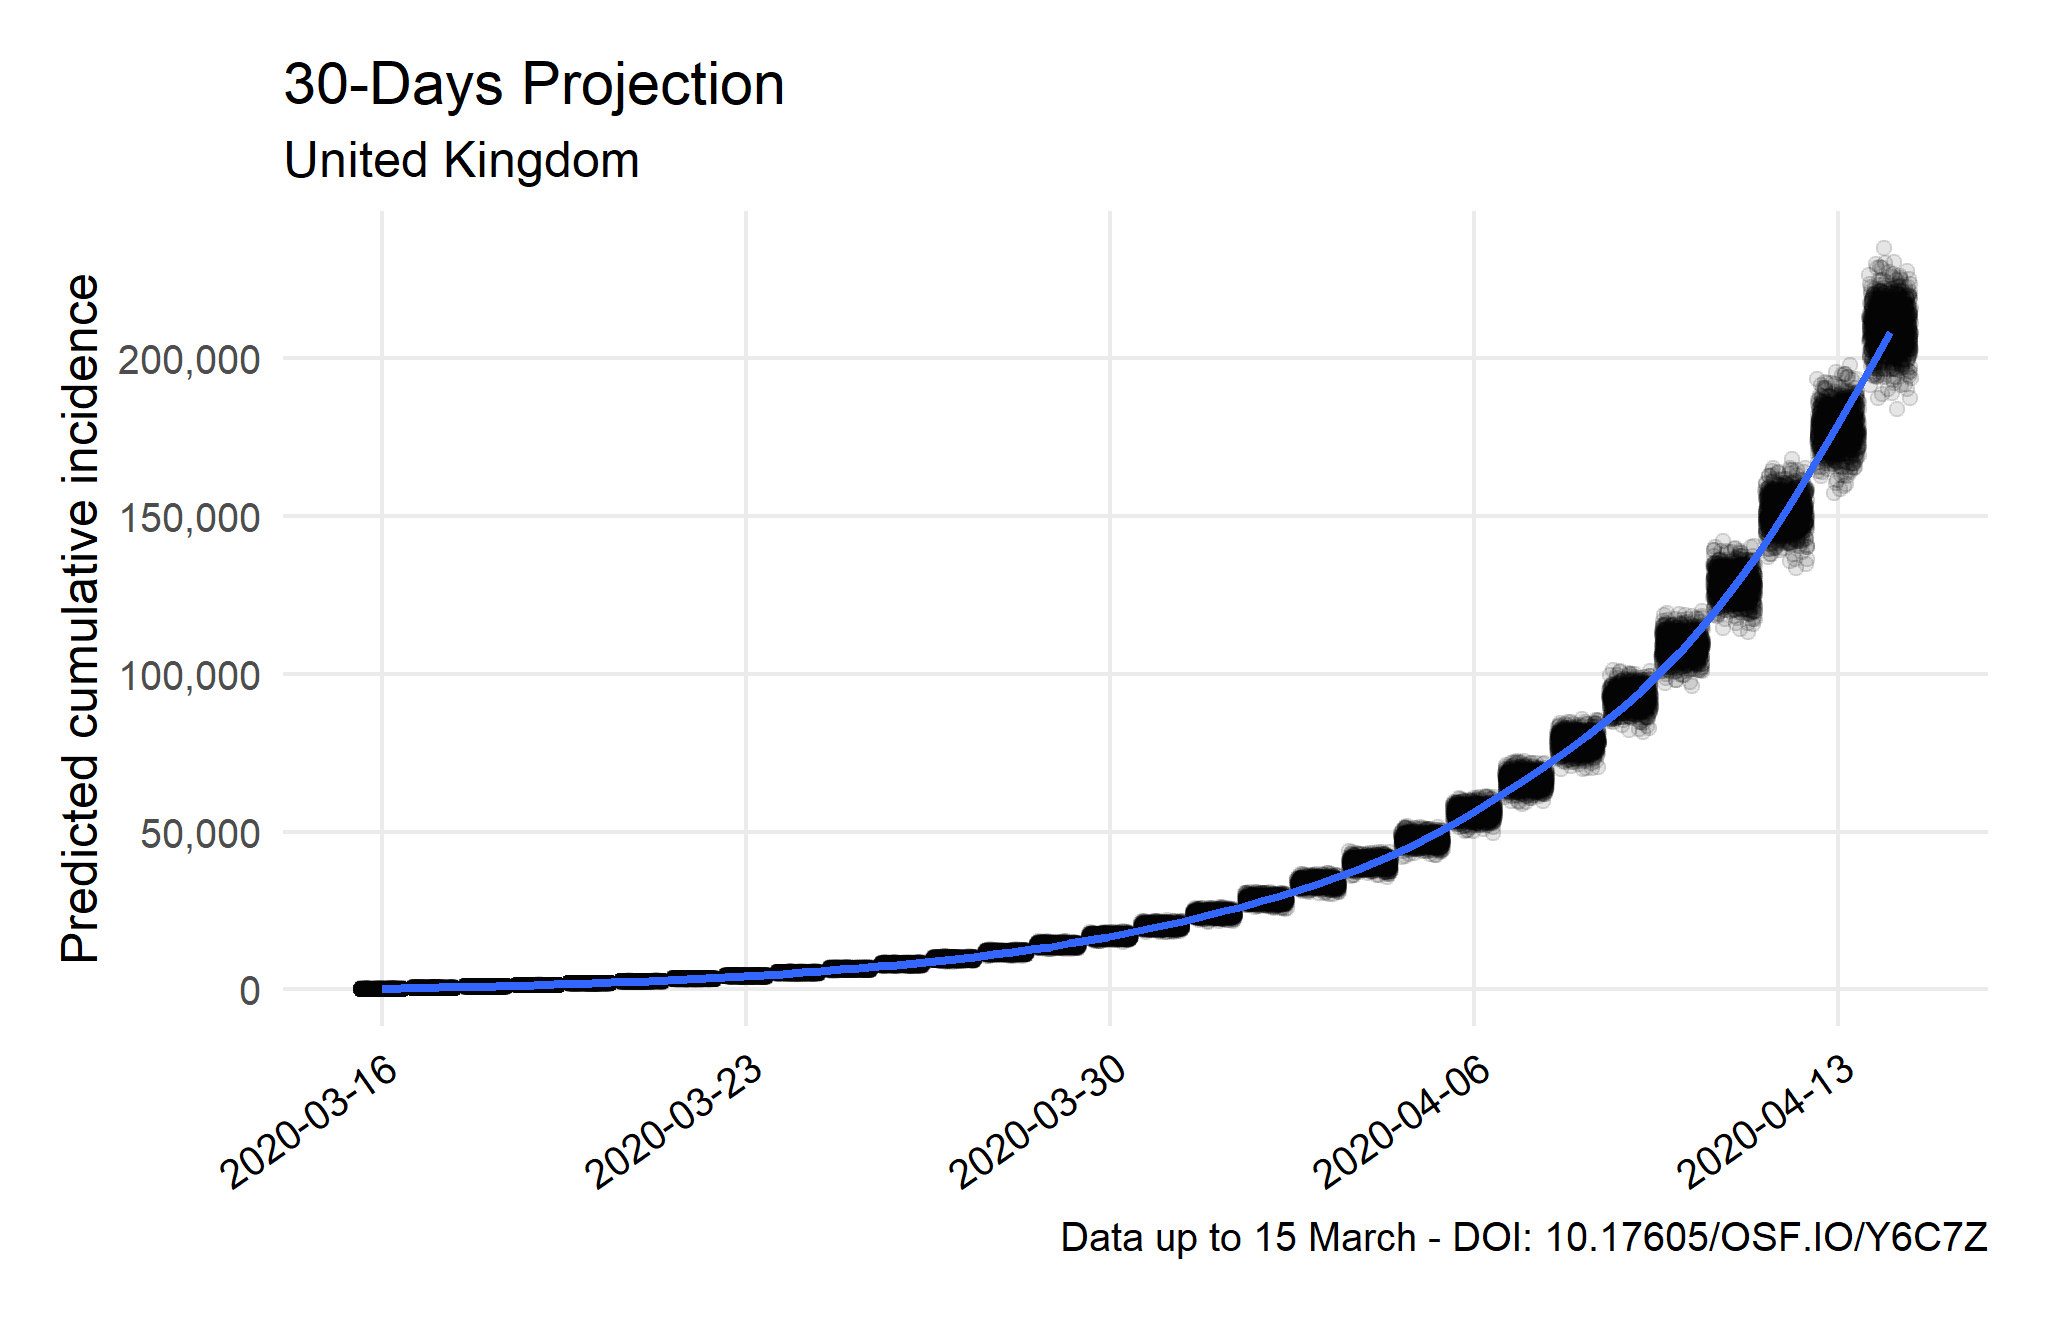 30-Days Projection
United Kingdom
Predicted cumulative incidence
200,000
150,000
100,000
50,000
0
2020-03-16
2020-03-23
2020-03-30
2020-04-06
2020-04-13
Data up to 15 March - DOI: 10.17605/OSF.IO/Y6C7Z